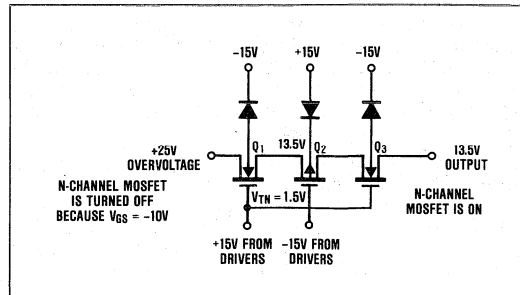 −15V +15V −15V
Q1 13.5V Q2 Q3
+25V
OVERVOLTAGE
13.5V
OUTPUT
N-CHANNEL MOSFET
IS TURNED OFF
BECAUSE VGS = −10V
VTN = 1.5V
N-CHANNEL
MOSFET IS ON
+15V FROM
DRIVERS
−15V FROM
DRIVERS